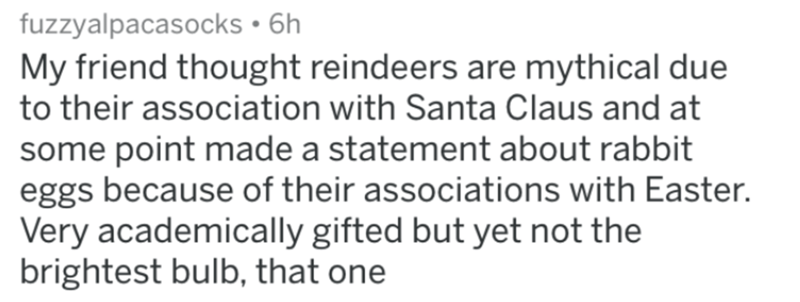 fuzzyalpacasocks • 6h
My friend thought reindeers are mythical due
to their association with Santa Claus and at
some point made a statement about rabbit
eggs because of their associations with Easter.
Very academically gifted but yet not the
brightest bulb, that one